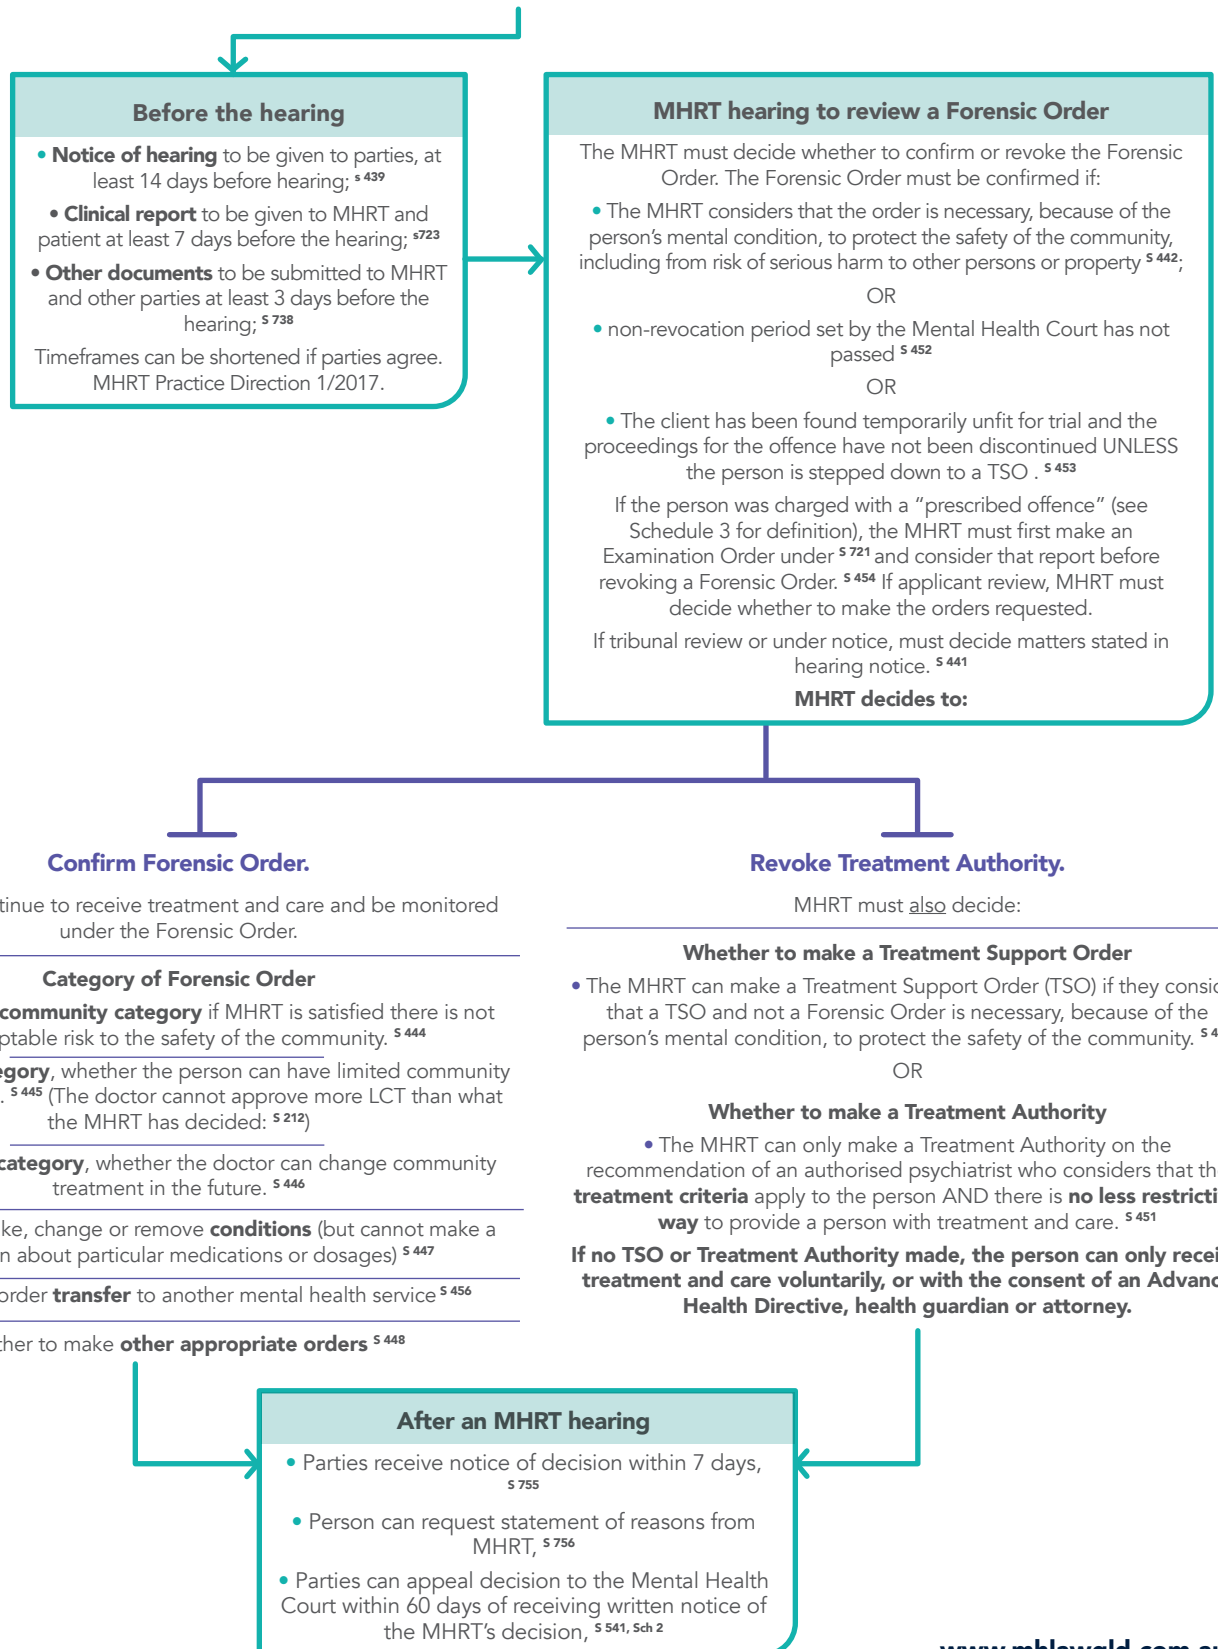 Before the hearing
• Notice of hearing to be given to parties, at
least 14 days before hearing; s 439
• Clinical report to be given to MHRT and
patient at least 7 days before the hearing; s723
• Other documents to be submitted to MHRT
and other parties at least 3 days before the
hearing; S 738
Timeframes can be shortened if parties agree.
MHRT Practice Direction 1/2017.
MHRT hearing to review a Forensic Order
The MHRT must decide whether to confirm or revoke the Forensic
Order. The Forensic Order must be confirmed if:
• The MHRT considers that the order is necessary, because of the
person's mental condition, to protect the safety of the community,
including from risk of serious harm to other persons or property S 442;
OR
• non-revocation period set by the Mental Health Court has not
passed S 452
OR
• The client has been found temporarily unfit for trial and the
proceedings for the offence have not been discontinued UNLESS
the person is stepped down to a TSO . S 453
If the person was charged with a “prescribed offence” (see
Schedule 3 for definition), the MHRT must first make an
Examination Order under S 721 and consider that report before
revoking a Forensic Order. S 454 If applicant review, MHRT must
decide whether to make the orders requested.
If tribunal review or under notice, must decide matters stated in
hearing notice. S 441
MHRT decides to:
Confirm Forensic Order.
to receive treatment and care and be monitored
under the Forensic Order.
Category of Forensic Order
community category if MHRT is satisfied there is not
risk to the safety of the community. S 444
, whether the person can have limited community
. S 445 (The doctor cannot approve more LCT than what
the MHRT has decided: S 212)
category, whether the doctor can change community
treatment in the future. S 446
, change or remove conditions (but cannot make a
about particular medications or dosages) S 447
order transfer to another mental health service S 456
to make other appropriate orders S 448
Revoke Treatment Authority.
MHRT must also decide:
Whether to make a Treatment Support Order
• The MHRT can make a Treatment Support Order (TSO) if they
that a TSO and not a Forensic Order is necessary, because of the
person's mental condition, to protect the safety of the community.
OR
Whether to make a Treatment Authority
• The MHRT can only make a Treatment Authority on the
recommendation of an authorised psychiatrist who considers that
treatment criteria apply to the person AND there is no less
way to provide a person with treatment and care. S 451
If no TSO or Treatment Authority made, the person can only
treatment and care voluntarily, or with the consent of an
Health Directive, health guardian or attorney.
After an MHRT hearing
• Parties receive notice of decision within 7 days,
S 755
• Person can request statement of reasons from
MHRT, S 756
• Parties can appeal decision to the Mental Health
Court within 60 days of receiving written notice of
the MHRT's decision, S 541, Sch 2